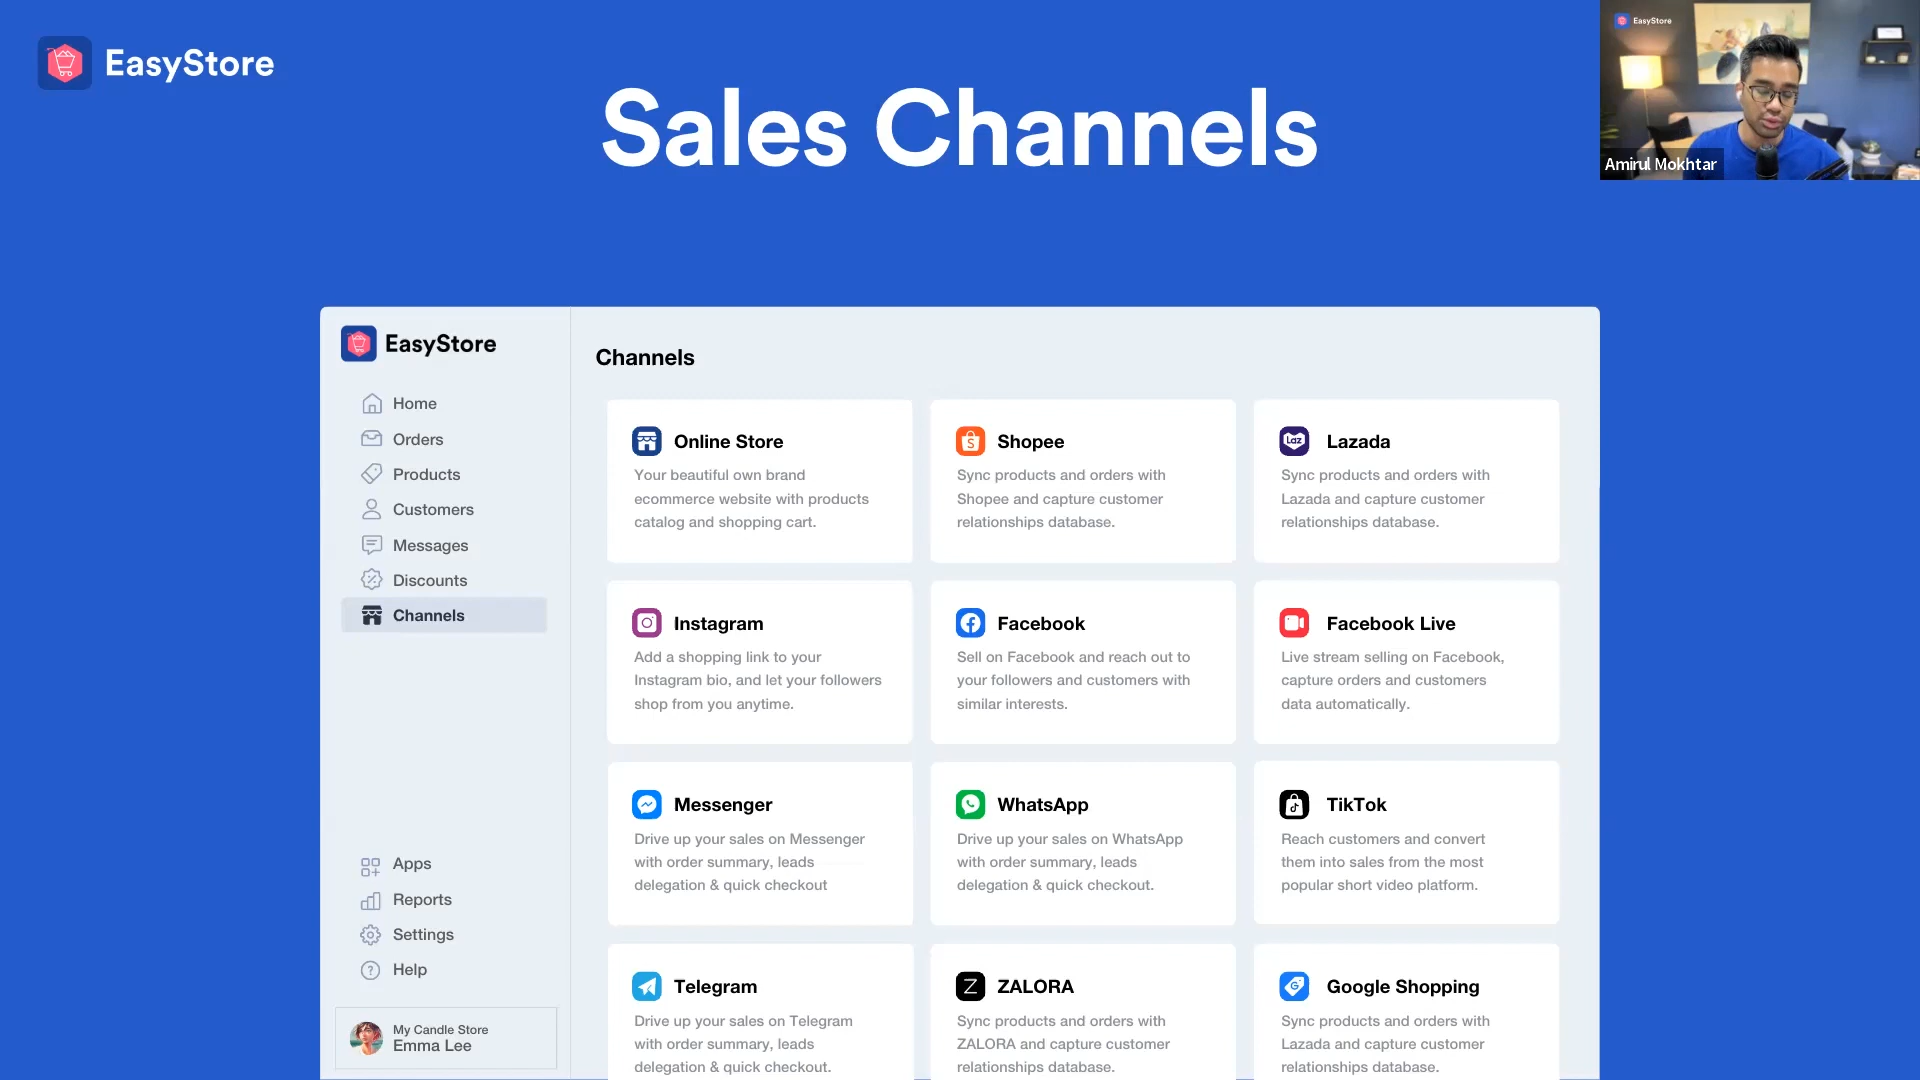 EasyStore
Sales Channels
EasyStore
Amirul Mokhtar
EasyStore
Home
Orders
Products
Customers
Messages
Discounts
Channels
Apps
Reports
Settings
Help
My Candle Store
Emma Lee
Channels
Online Store
Your beautiful own brand
ecommerce website with products
catalog and shopping cart.
Shopee
Sync products and orders with
Shopee and capture customer
relationships database.
Laz
Lazada
Sync products and orders with
Lazada and capture customer
relationships database.
Instagram
Add a shopping link to your
Instagram bio, and let your followers
shop from you anytime.
Facebook
Sell on Facebook and reach out to
your followers and customers with
similar interests.
Facebook Live
Live stream selling on Facebook,
capture orders and customers
data automatically.
Messenger
Drive up your sales on Messenger
with order summary, leads
delegation & quick checkout
WhatsApp
Drive up your sales on WhatsApp
with order summary, leads
delegation & quick checkout.
TikTok
Reach customers and convert
them into sales from the most
popular short video platform.
Telegram
Drive up your sales on Telegram
with order summary, leads
delegation & quick checkout.
ZALORA
Sync products and orders with
ZALORA and capture customer
relationships database.
Google Shopping
Sync products and orders with
Lazada and capture customer
relationships database.